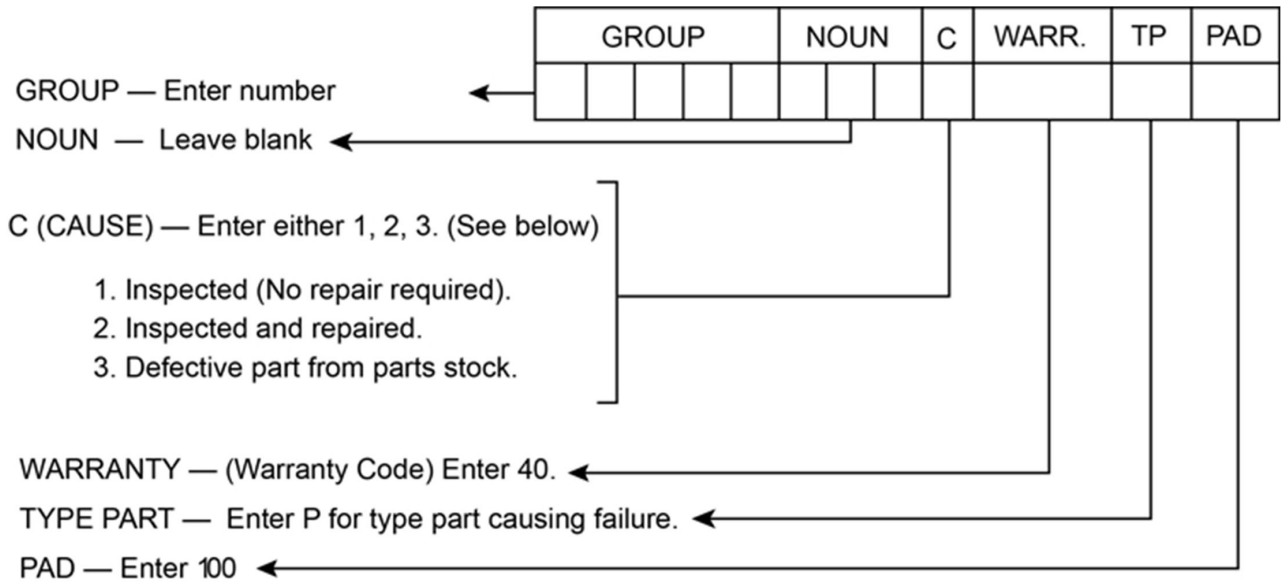 GROUP NOUN C WARR. TP PAD
GROUP — Enter number
NOUN — Leave blank
C (CAUSE) — Enter either 1, 2, 3. (See below)
1. Inspected (No repair required).
2. Inspected and repaired.
3. Defective part from parts stock.
WARRANTY — (Warranty Code) Enter 40.
TYPE PART — Enter P for type part causing failure.
PAD — Enter 100